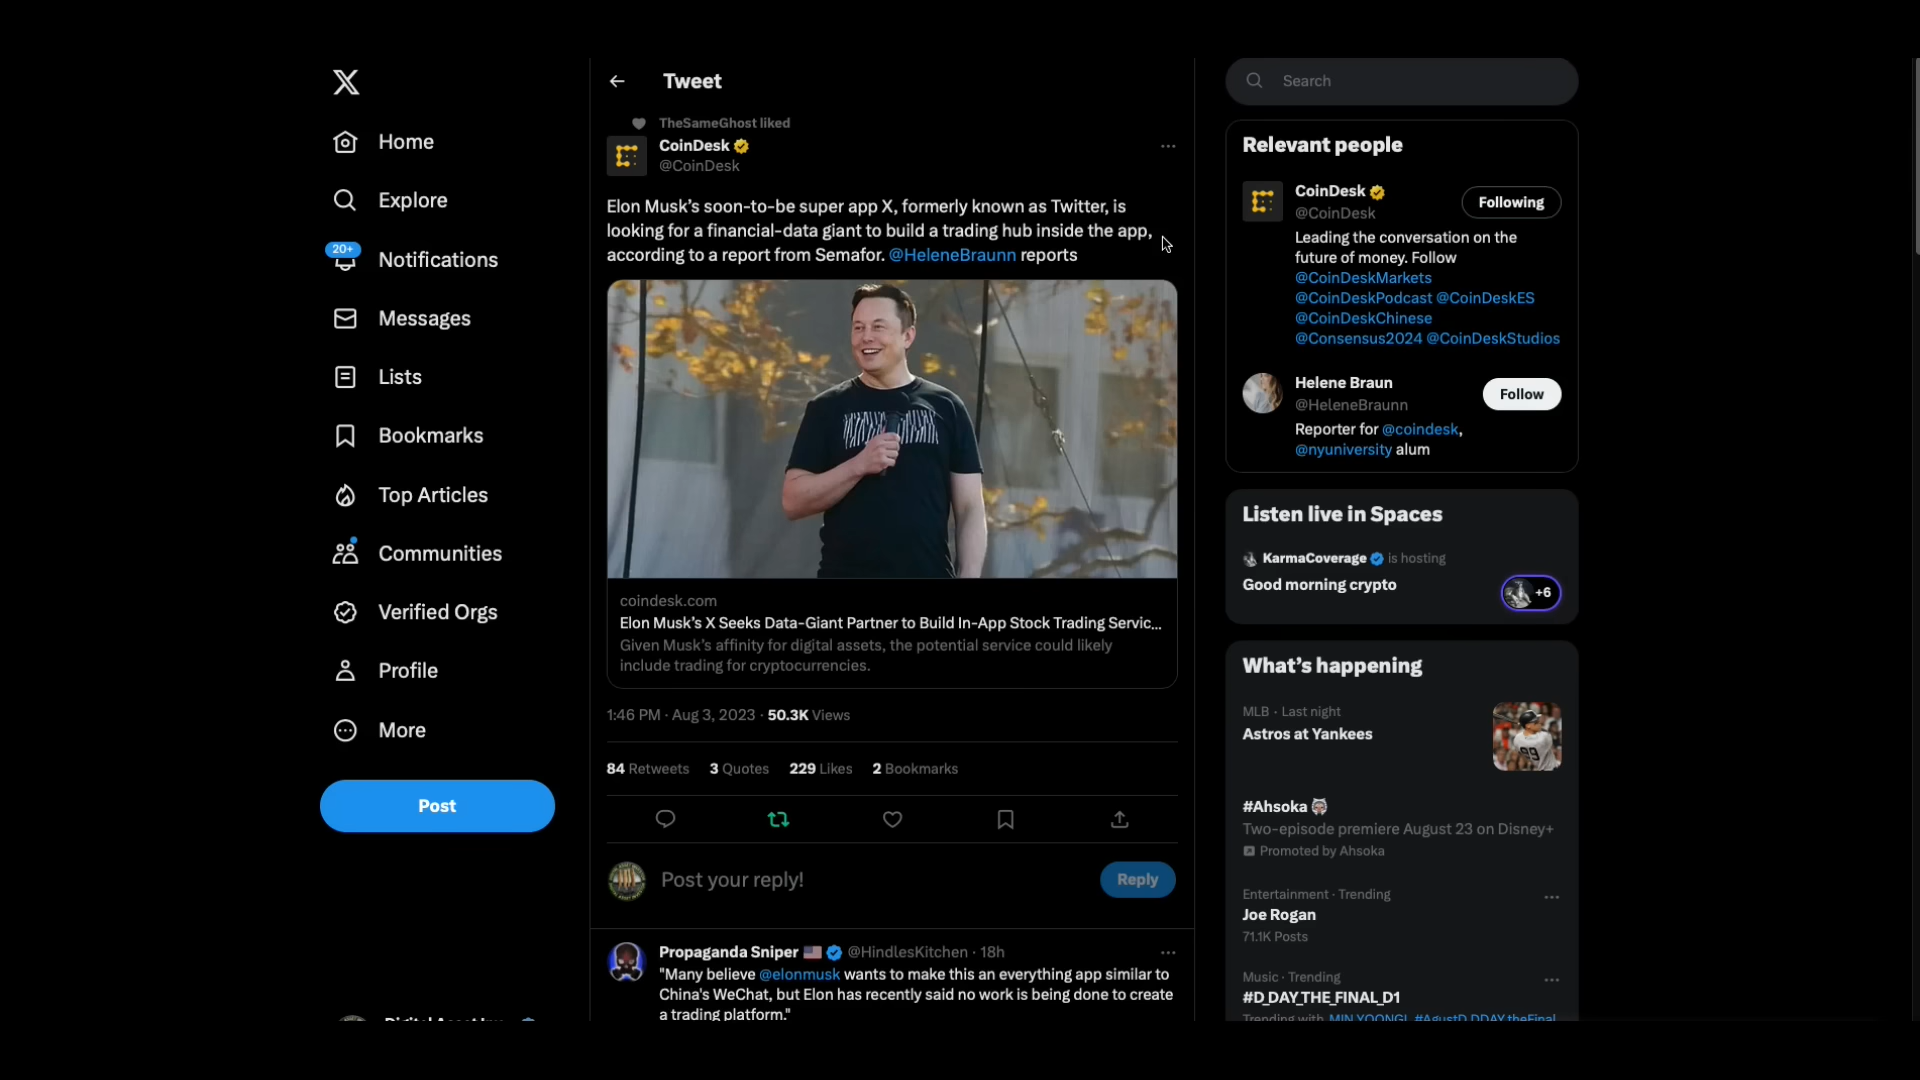 Home
Explore
20+
Notifications
Messages
Lists
Bookmarks
Top Articles
Communities
Verified Orgs
Profile
More
Post
Tweet
TheSameGhost liked
CoinDesk
@CoinDesk
Elon Musk's soon-to-be super app X, formerly known as Twitter, is
looking for a financial-data giant to build a trading hub inside the app,
according to a report from Semafor. @HeleneBraunn reports
coindesk.com
Elon Musk's X Seeks Data-Giant Partner to Build In-App Stock Trading Servic...
Given Musk's affinity for digital assets, the potential service could likely
include trading for cryptocurrencies.
1:46 PM · Aug 3, 2023 · 50.3K Views
84 Retweets 3 Quotes 229 Likes 2 Bookmarks
Post your reply!
Reply
Propaganda Sniper @HindlesKitchen · 18h
"Many believe @elonmusk wants to make this an everything app similar to
China's WeChat, but Elon has recently said no work is being done to create
a trading platform."
Search
Relevant people
CoinDesk
@CoinDesk
Following
Leading the conversation on the
future of money. Follow
@CoinDeskMarkets
@CoinDeskPodcast @CoinDeskES
@CoinDeskChinese
@Consensus2024 @CoinDeskStudios
Helene Braun
@HeleneBraunn
Follow
Reporter for @coindesk,
@nyuniversity alum
Listen live in Spaces
KarmaCoverage is hosting
Good morning crypto
+6
What's happening
MLB · Last night
Astros at Yankees
99
#Ahsoka
Two-episode premiere August 23 on Disney+
Promoted by Ahsoka
Entertainment · Trending
Joe Rogan
71.1K Posts
Music · Trending
#D_DAY_THE_FINAL_D1
Trending with MIN YOONGI, #AgustD_DDAY_theFinal